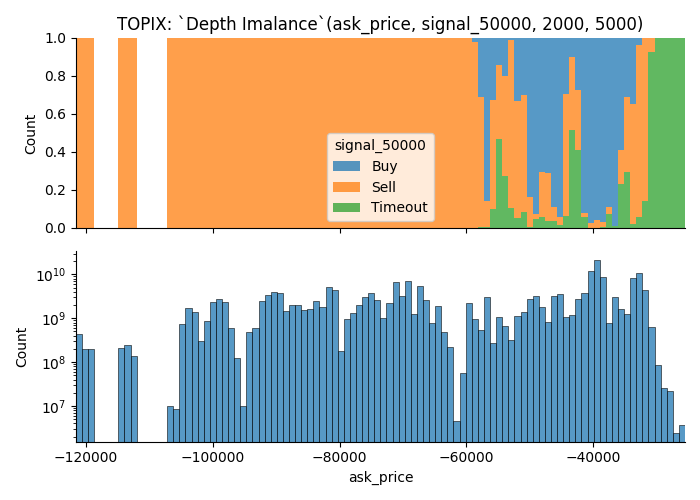 TOPIX: `Depth Imalance`(ask_price, signal_50000, 2000, 5000)
1.0
0.8
0.6
0.4
0.2
0.0
Count
signal_50000
Buy
Sell
Timeout
10^10
10^9
10^8
10^7
Count
−120000 −100000 −80000 −60000 −40000
ask_price